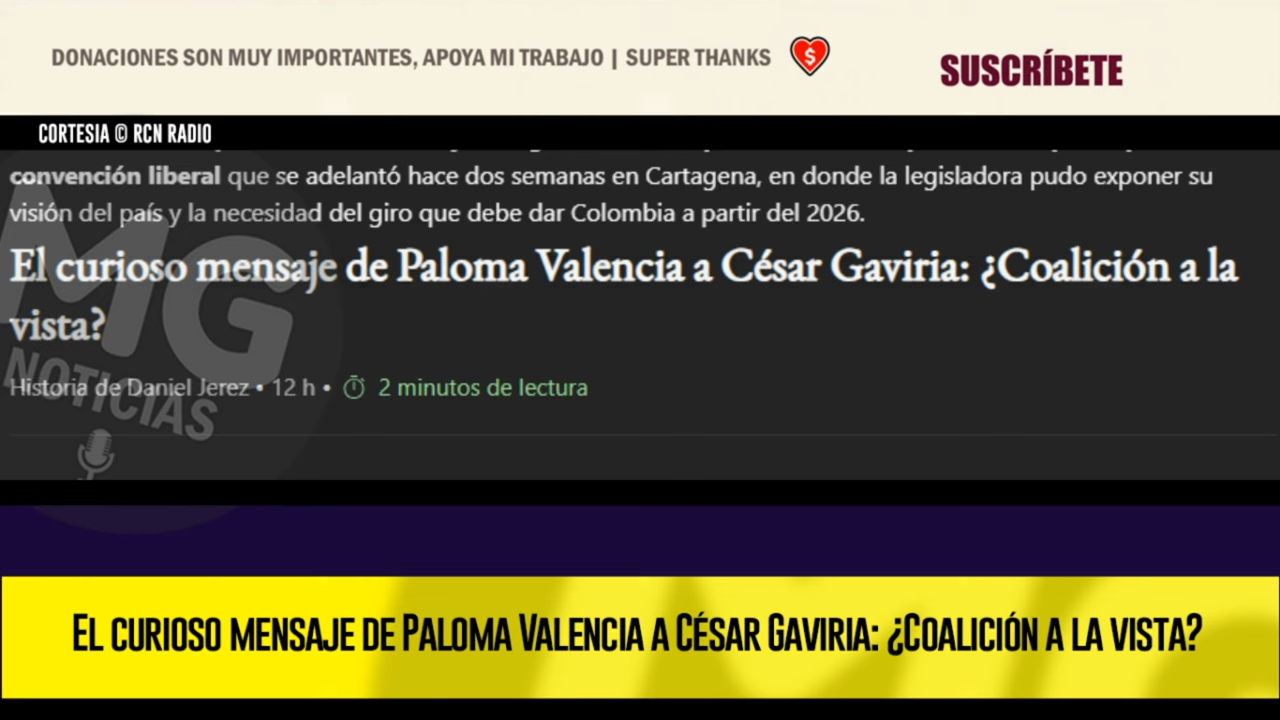 DONACIONES SON MUY IMPORTANTES, APOYA MI TRABAJO | SUPER THANKS
SUSCRÍBETE
CORTESIA © RCN RADIO
convención liberal que se adelantó hace dos semanas en Cartagena, en donde la legisladora pudo exponer su
visión del país y la necesidad del giro que debe dar Colombia a partir del 2026.
El curioso mensaje de Paloma Valencia a César Gaviria: ¿Coalición a la
vista?
Historia de Daniel Jerez • 12 h • 2 minutos de lectura
MG
NOTICIAS
EL CURIOSO MENSAJE DE PALOMA VALENCIA A CÉSAR GAVIRIA: ¿COALICIÓN A LA VISTA?